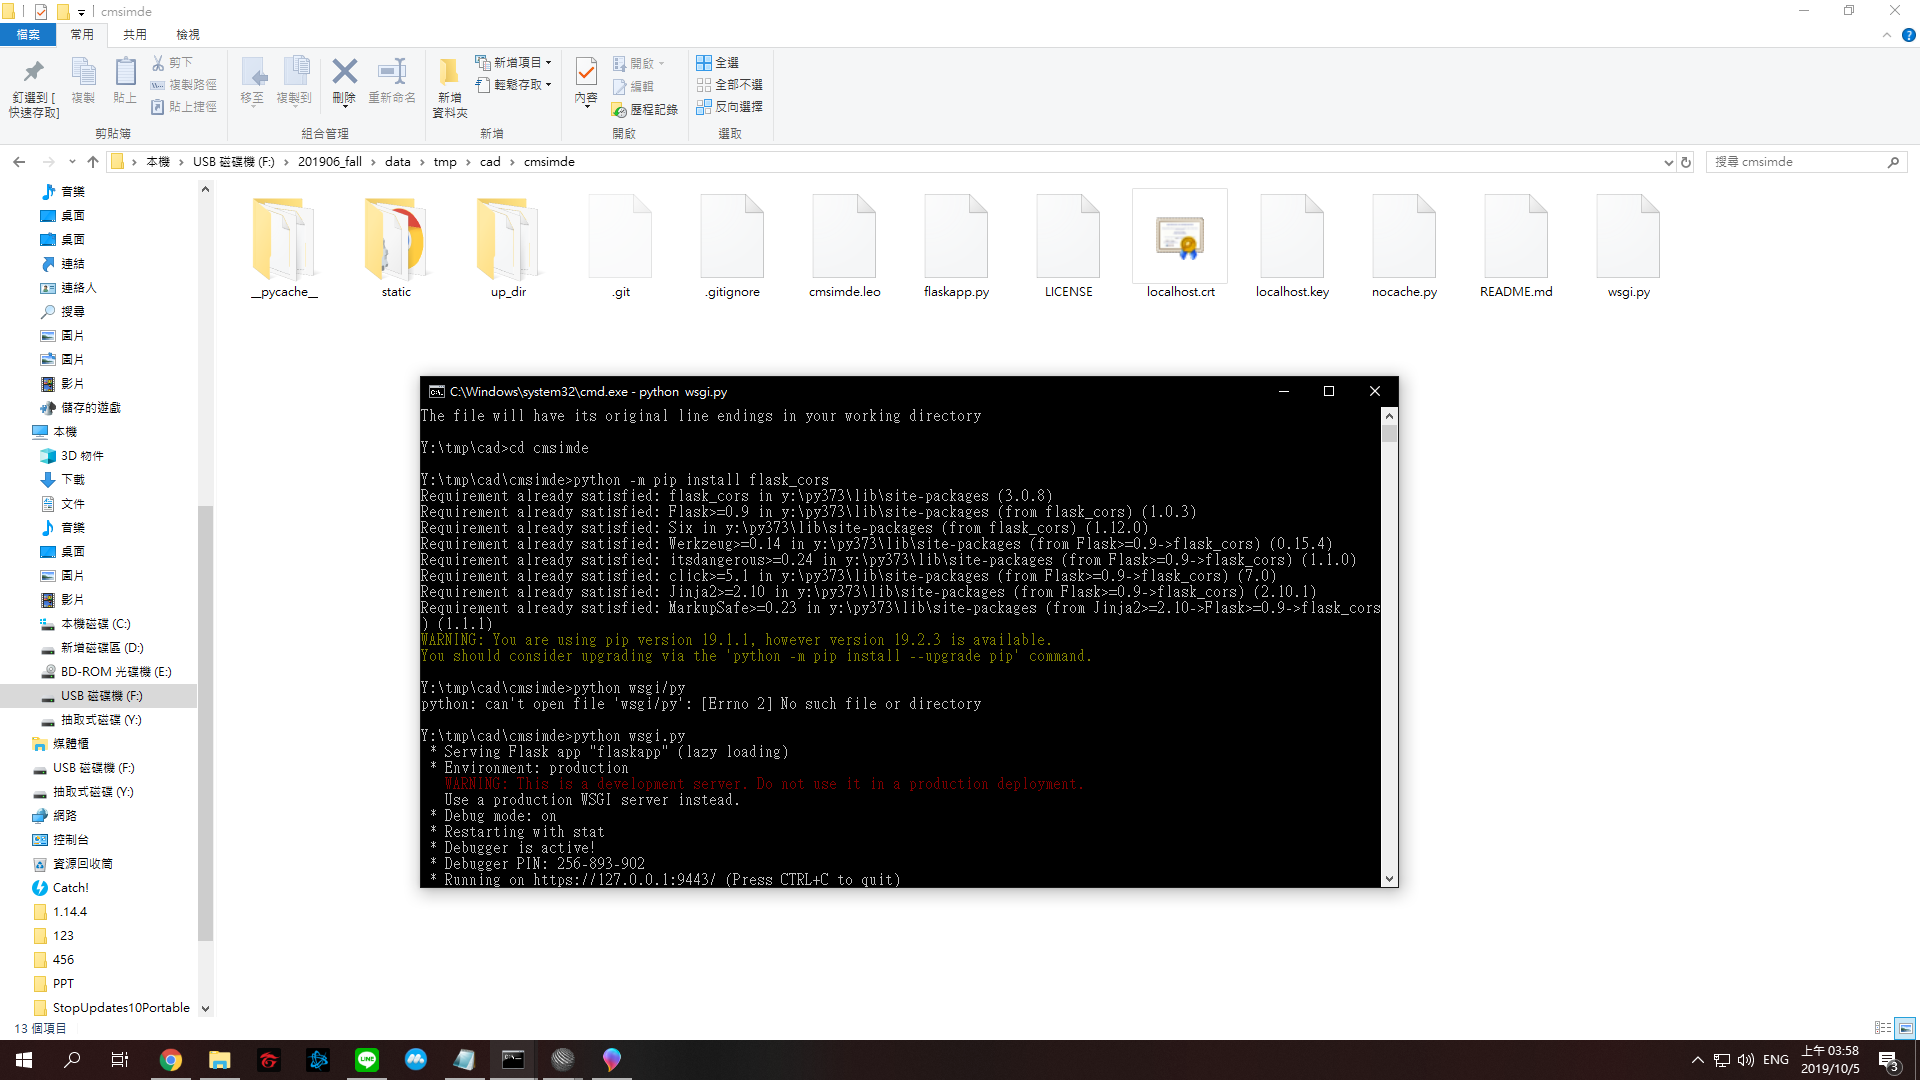 cmsimde
檔案
常用
共用
檢視
釘選到 [
快速存取]
複製
貼上
剪下
複製路徑
貼上捷徑
剪貼簿
移至
複製到
刪除
重新命名
組合管理
新增
資料夾
新增項目
輕鬆存取
新增
內容
開啟
編輯
歷程記錄
開啟
全選
全部不選
反向選擇
選取
本機 › USB 磁碟機 (F:) › 201906_fall › data › tmp › cad › cmsimde
搜尋 cmsimde
音樂
桌面
桌面
連結
連絡人
搜尋
圖片
圖片
影片
儲存的遊戲
本機
3D 物件
下載
文件
音樂
桌面
圖片
影片
本機磁碟 (C:)
新增磁碟區 (D:)
BD-ROM 光碟機 (E:)
USB 磁碟機 (F:)
抽取式磁碟 (Y:)
媒體櫃
USB 磁碟機 (F:)
抽取式磁碟 (Y:)
網路
控制台
資源回收筒
Catch!
1.14.4
123
456
PPT
StopUpdates10Portable
__pycache__
static
up_dir
.git
.gitignore
cmsimde.leo
flaskapp.py
LICENSE
localhost.crt
localhost.key
nocache.py
README.md
wsgi.py
C:\Windows\system32\cmd.exe - python  wsgi.py
The file will have its original line endings in your working directory
Y:\tmp\cad>cd cmsimde
Y:\tmp\cad\cmsimde>python -m pip install flask_cors
Requirement already satisfied: flask_cors in y:\py373\lib\site-packages (3.0.8)
Requirement already satisfied: Flask>=0.9 in y:\py373\lib\site-packages (from flask_cors) (1.0.3)
Requirement already satisfied: Six in y:\py373\lib\site-packages (from flask_cors) (1.12.0)
Requirement already satisfied: Werkzeug>=0.14 in y:\py373\lib\site-packages (from Flask>=0.9->flask_cors) (0.15.4)
Requirement already satisfied: itsdangerous>=0.24 in y:\py373\lib\site-packages (from Flask>=0.9->flask_cors) (1.1.0)
Requirement already satisfied: click>=5.1 in y:\py373\lib\site-packages (from Flask>=0.9->flask_cors) (7.0)
Requirement already satisfied: Jinja2>=2.10 in y:\py373\lib\site-packages (from Flask>=0.9->flask_cors) (2.10.1)
Requirement already satisfied: MarkupSafe>=0.23 in y:\py373\lib\site-packages (from Jinja2>=2.10->Flask>=0.9->flask_cors
) (1.1.1)
WARNING: You are using pip version 19.1.1, however version 19.2.3 is available.
You should consider upgrading via the 'python -m pip install --upgrade pip' command.
Y:\tmp\cad\cmsimde>python wsgi/py
python: can't open file 'wsgi/py': [Errno 2] No such file or directory
Y:\tmp\cad\cmsimde>python wsgi.py
* Serving Flask app "flaskapp" (lazy loading)
* Environment: production
WARNING: This is a development server. Do not use it in a production deployment.
Use a production WSGI server instead.
* Debug mode: on
* Restarting with stat
* Debugger is active!
* Debugger PIN: 256-893-902
* Running on https://127.0.0.1:9443/ (Press CTRL+C to quit)
13 個項目
LINE
ENG
上午 03:58
2019/10/5
3